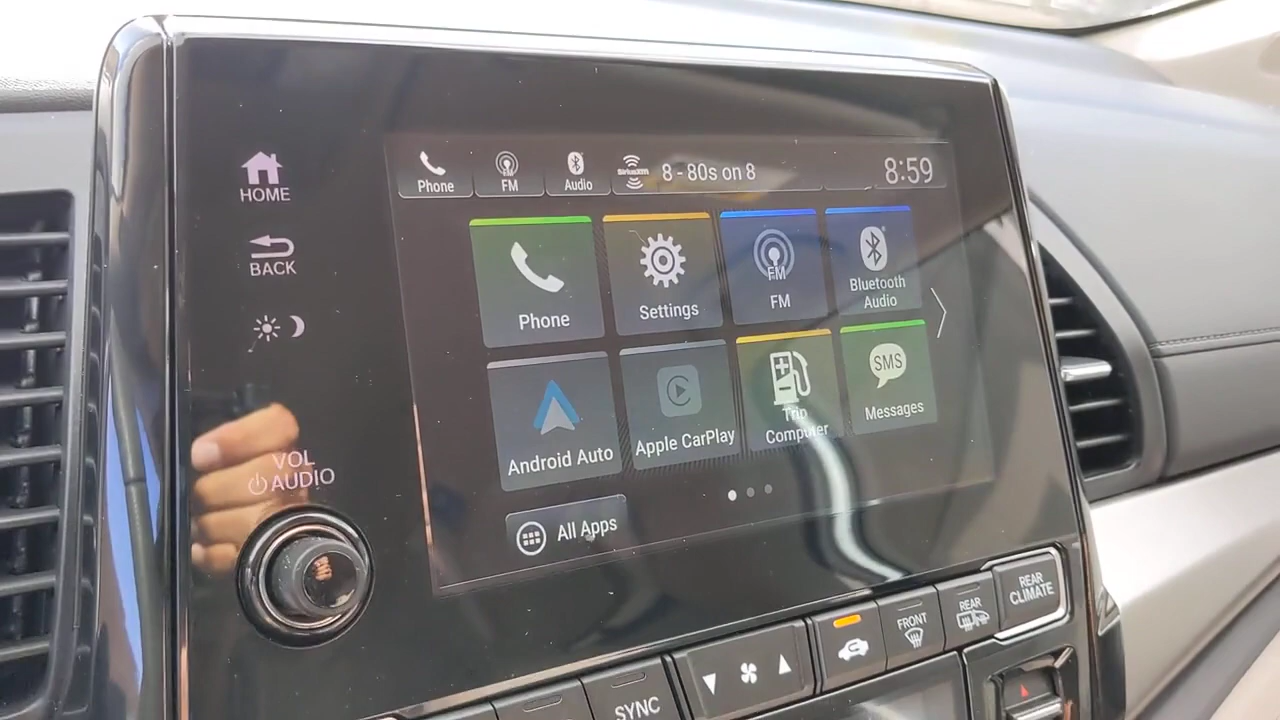 HOME
BACK
VOL
AUDIO
Phone
FM
Audio
SiriusXM
8 - 80s on 8
8:59
Phone
Settings
FM
FM
Bluetooth
Audio
Android Auto
Apple CarPlay
Trip
Computer
SMS
Messages
All Apps
SYNC
FRONT
REAR
REAR
CLIMATE